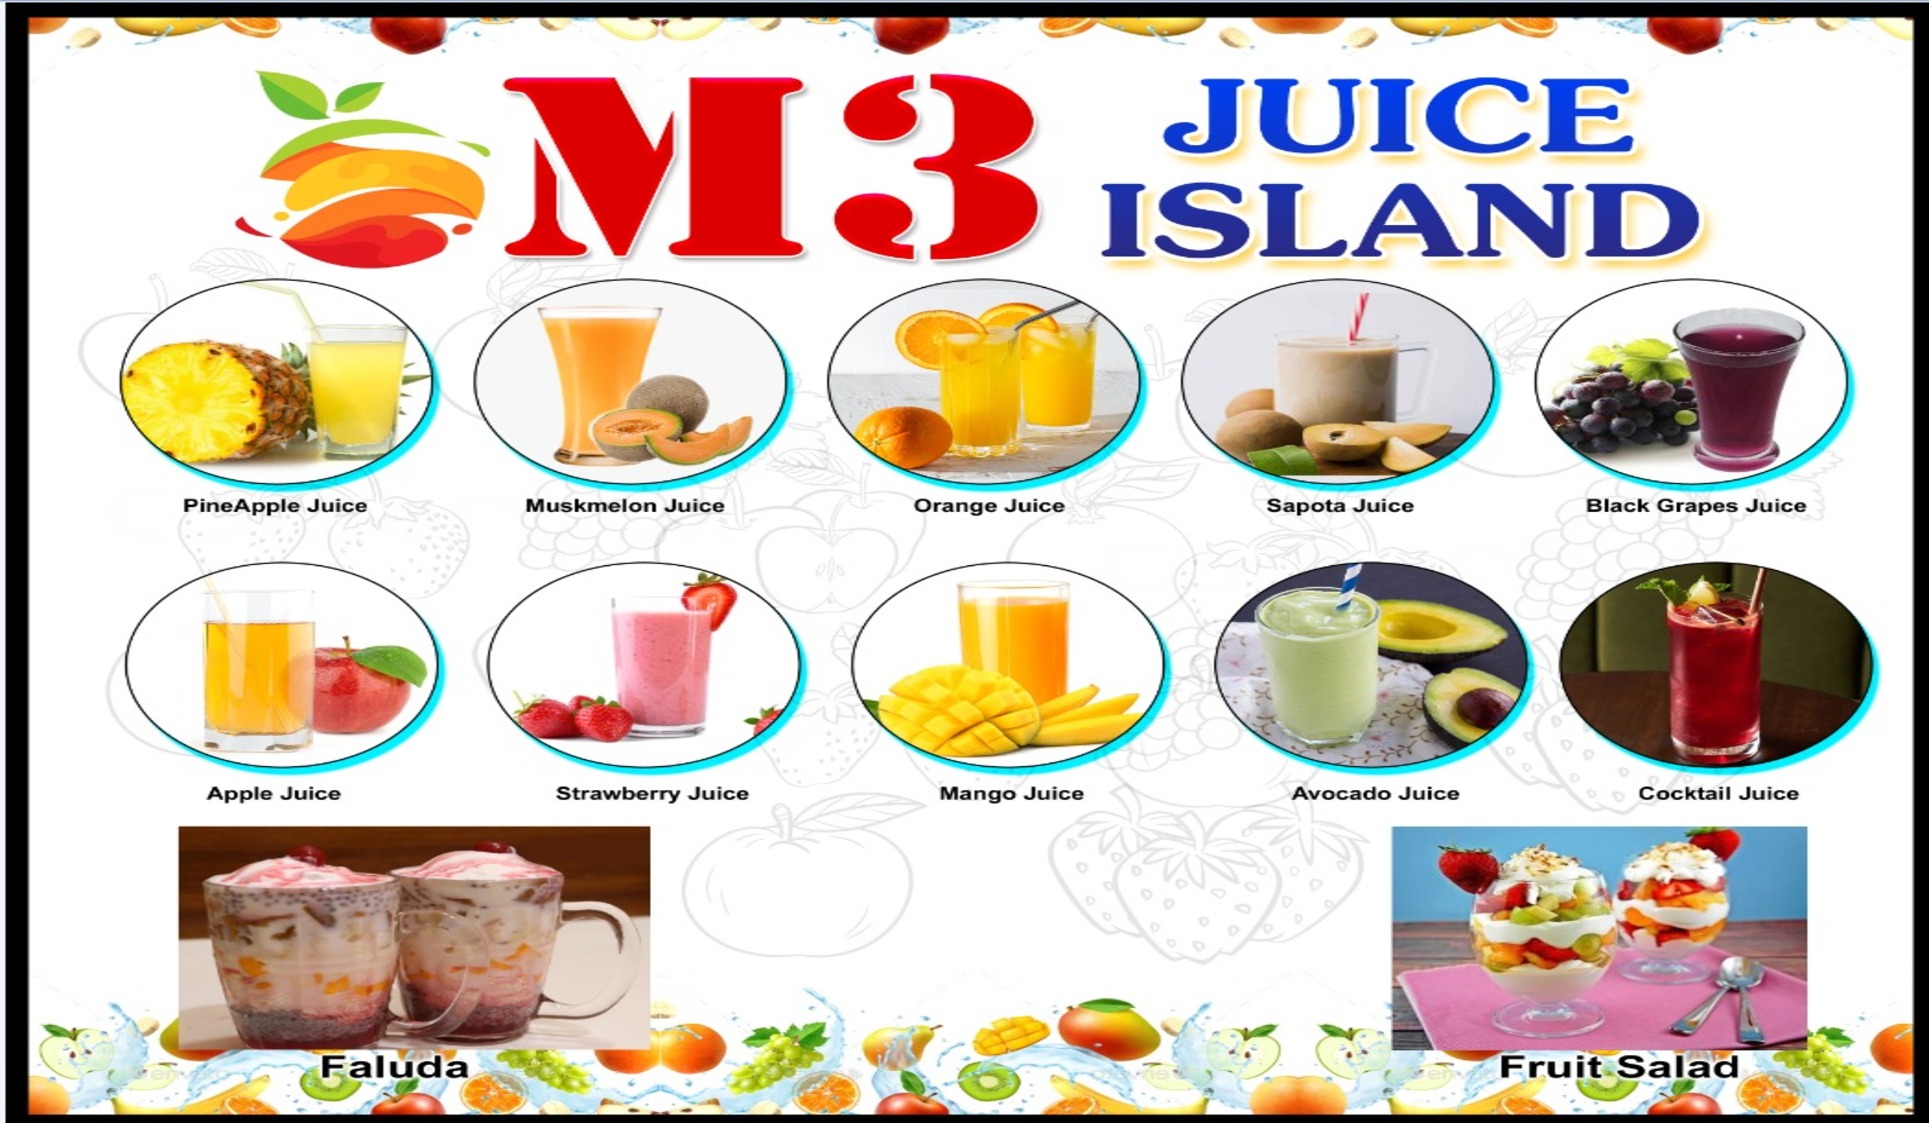 M3
JUICE
ISLAND
PineApple Juice
Muskmelon Juice
Orange Juice
Sapota Juice
Black Grapes Juice
Apple Juice
Strawberry Juice
Mango Juice
Avocado Juice
Cocktail Juice
Faluda
Fruit Salad